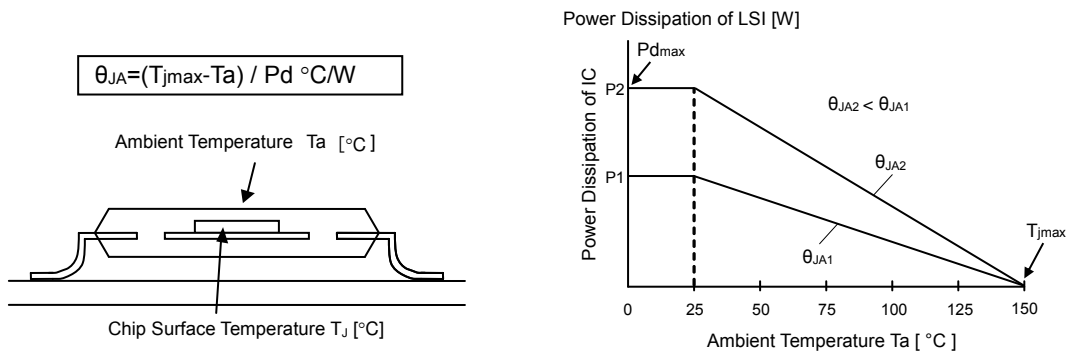 θJA=(Tjmax-Ta) / Pd °C/W
Ambient Temperature Ta [°C]
Chip Surface Temperature TJ [°C]
Power Dissipation of LSI [W]
Pdmax
P2
θJA2 < θJA1
θJA2
P1
Power Dissipation of IC
Tjmax
θJA1
0 25 50 75 100 125 150
Ambient Temperature Ta [ °C]